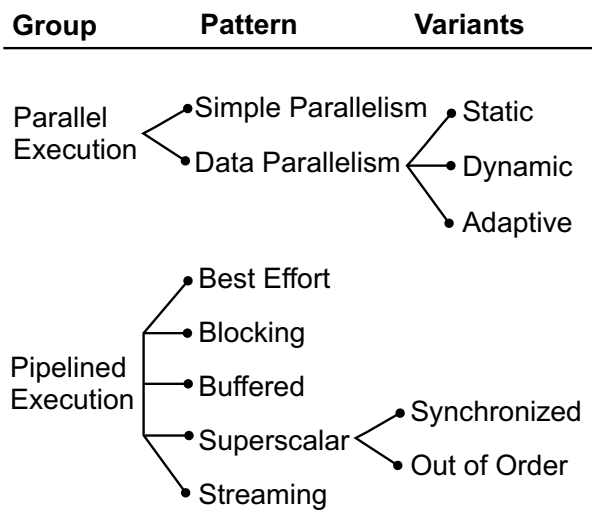 Group Pattern Variants
Parallel
Execution
Simple Parallelism
Data Parallelism
Static
Dynamic
Adaptive
Pipelined
Execution
Best Effort
Blocking
Buffered
Superscalar
Streaming
Synchronized
Out of Order